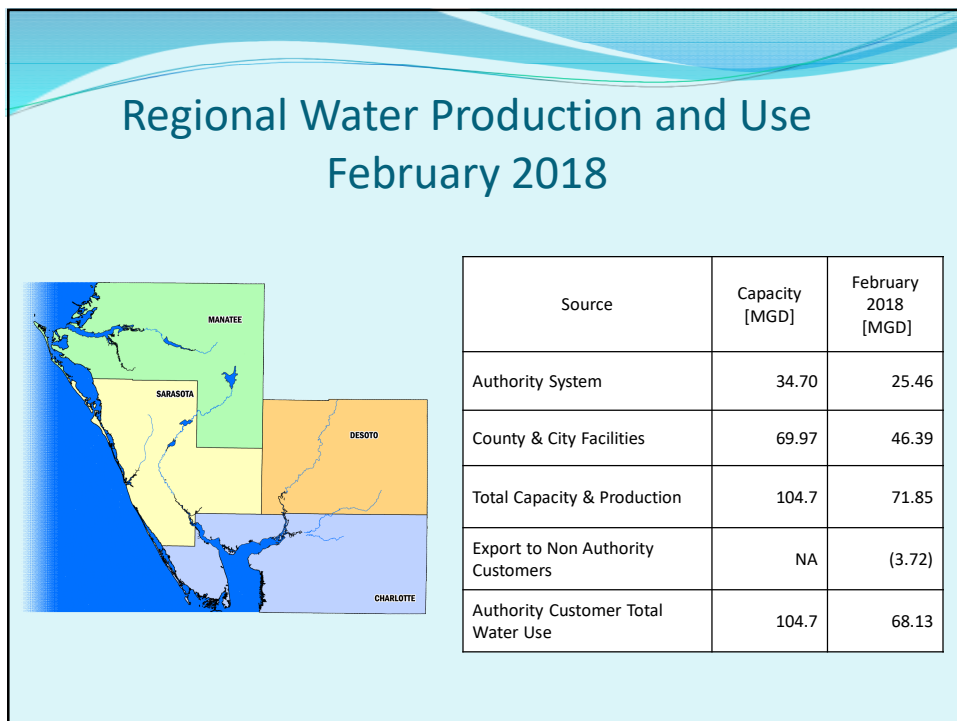 Regional Water Production and Use
February 2018
MANATEE
SARASOTA
DESOTO
CHARLOTTE
Source
Capacity
[MGD]
February
2018
[MGD]
Authority System 34.70 25.46
County & City Facilities 69.97 46.39
Total Capacity & Production 104.7 71.85
Export to Non Authority
Customers NA (3.72)
Authority Customer Total
Water Use 104.7 68.13